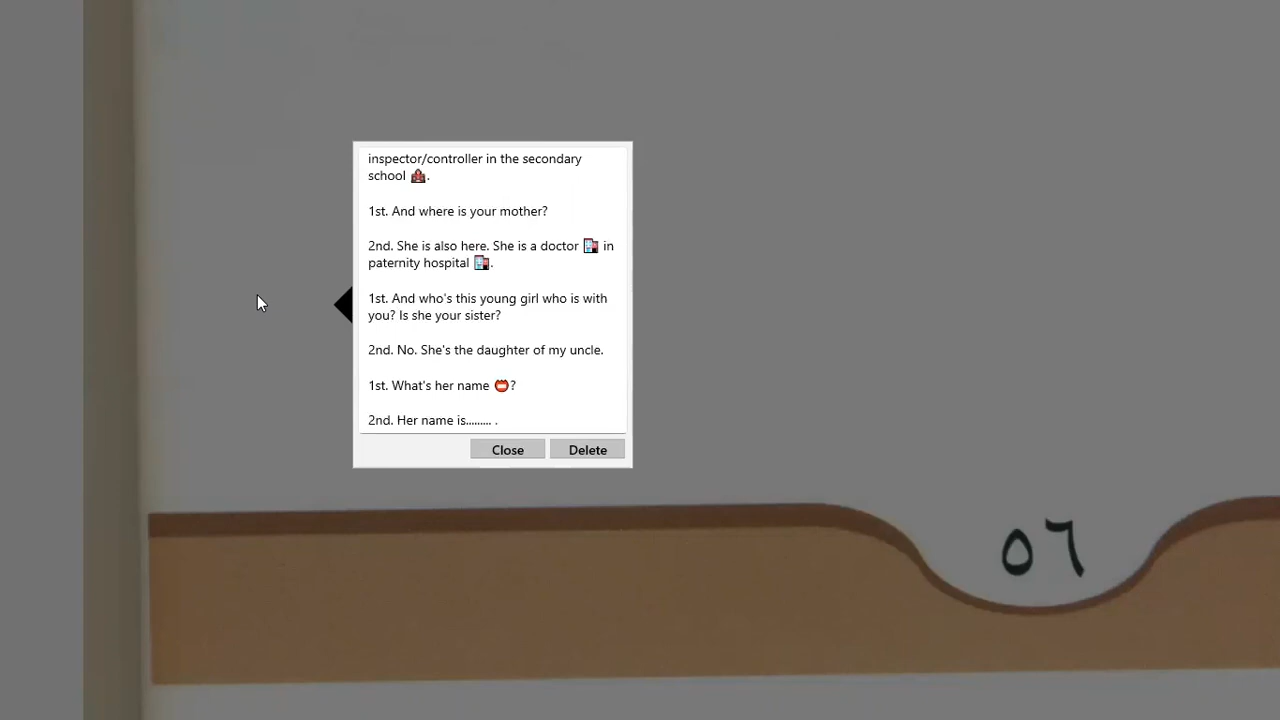 inspector/controller in the secondary
school 🏫.
1st. And where is your mother?
2nd. She is also here. She is a doctor 🏥 in
paternity hospital 🏥.
1st. And who's this young girl who is with
you? Is she your sister?
2nd. No. She's the daughter of my uncle.
1st. What's her name 📛?
2nd. Her name is......... .
Close Delete
٥٦